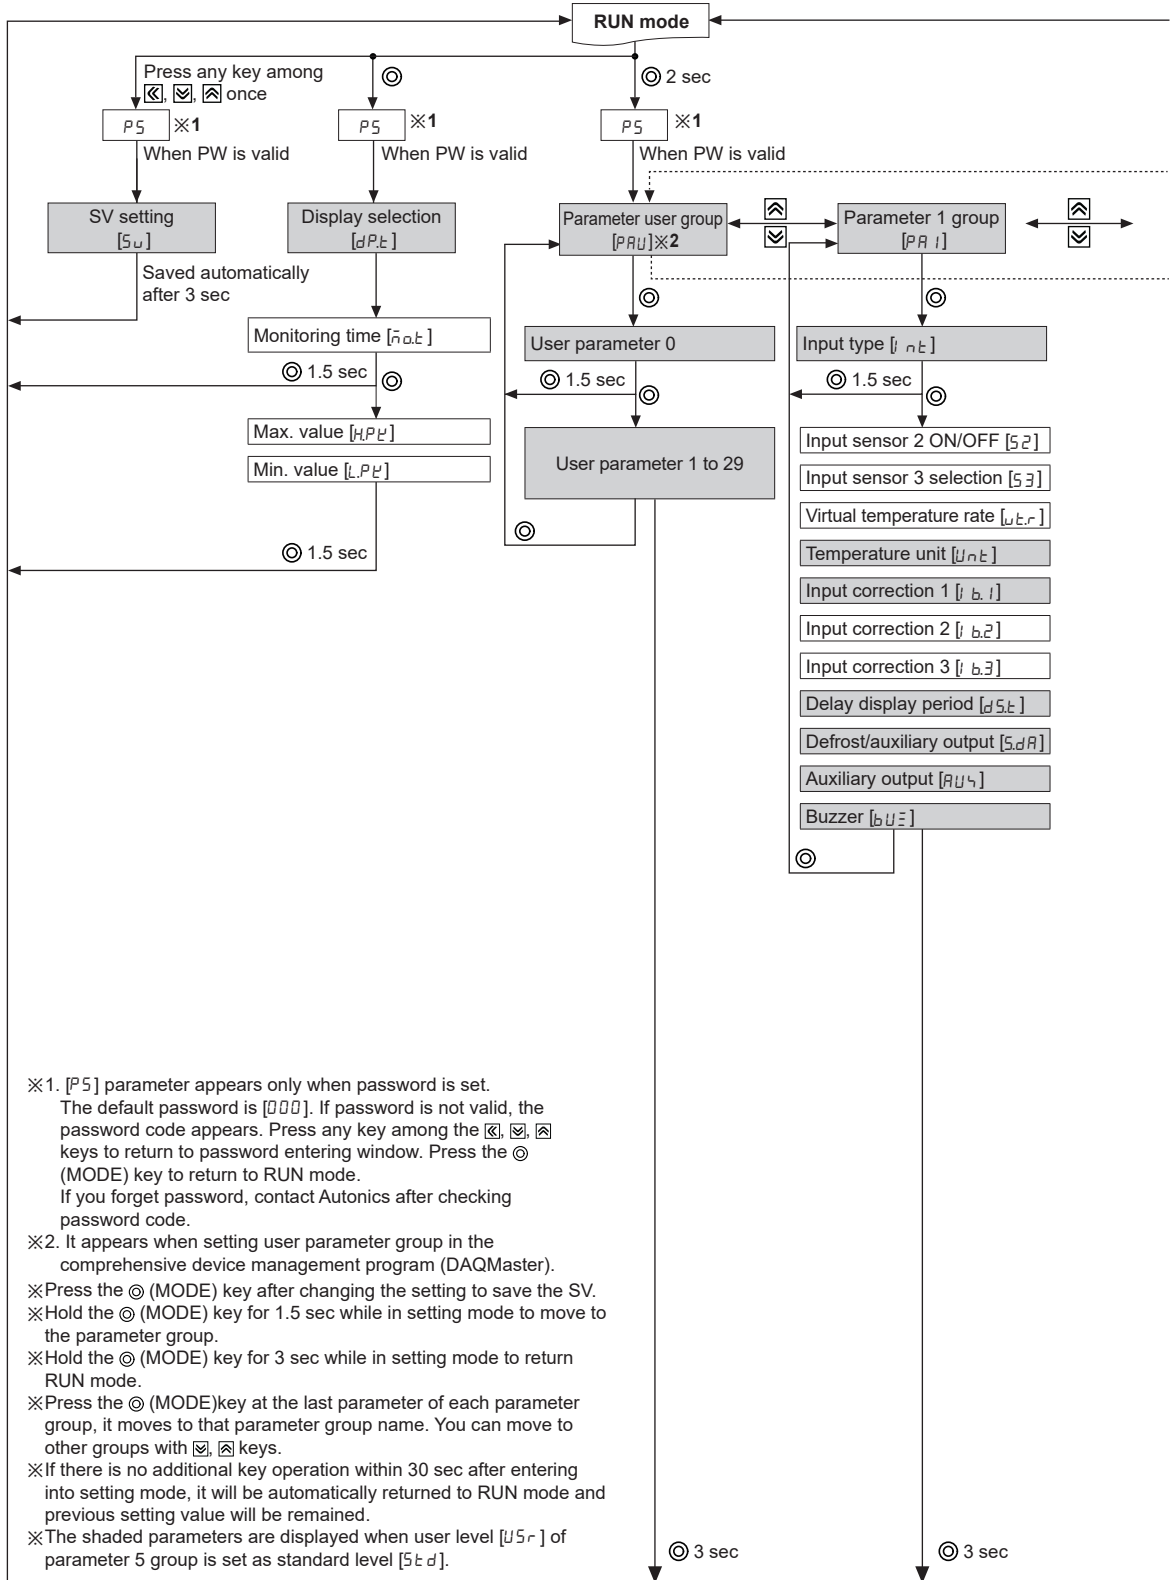 RUN mode
Press any key among
, , once
2 sec
PS ※1
PS ※1
PS ※1
When PW is valid
When PW is valid
When PW is valid
SV setting
[Sv]
Display selection
[dP.t]
Parameter user group
[PAU]※2
Parameter 1 group
[PA1]
Saved automatically
after 3 sec
Monitoring time [mo.t]
User parameter 0
Input type [Int]
1.5 sec
1.5 sec
1.5 sec
Max. value [H.PK]
Min. value [L.PK]
User parameter 1 to 29
Input sensor 2 ON/OFF [S2]
Input sensor 3 selection [S3]
Virtual temperature rate [vt.r]
Temperature unit [Unt]
Input correction 1 [Ib.1]
Input correction 2 [Ib.2]
Input correction 3 [Ib.3]
Delay display period [dS.t]
Defrost/auxiliary output [S.dA]
Auxiliary output [AUX]
Buzzer [bUZ]
1.5 sec
※1. [PS] parameter appears only when password is set.
The default password is [000]. If password is not valid, the
password code appears. Press any key among the , ,
keys to return to password entering window. Press the ◎
(MODE) key to return to RUN mode.
If you forget password, contact Autonics after checking
password code.
※2. It appears when setting user parameter group in the
comprehensive device management program (DAQMaster).
※Press the ◎ (MODE) key after changing the setting to save the SV.
※Hold the ◎ (MODE) key for 1.5 sec while in setting mode to move to
the parameter group.
※Hold the ◎ (MODE) key for 3 sec while in setting mode to return
RUN mode.
※Press the ◎ (MODE)key at the last parameter of each parameter
group, it moves to that parameter group name. You can move to
other groups with , keys.
※If there is no additional key operation within 30 sec after entering
into setting mode, it will be automatically returned to RUN mode and
previous setting value will be remained.
※The shaded parameters are displayed when user level [USr] of
parameter 5 group is set as standard level [Std].
3 sec
3 sec